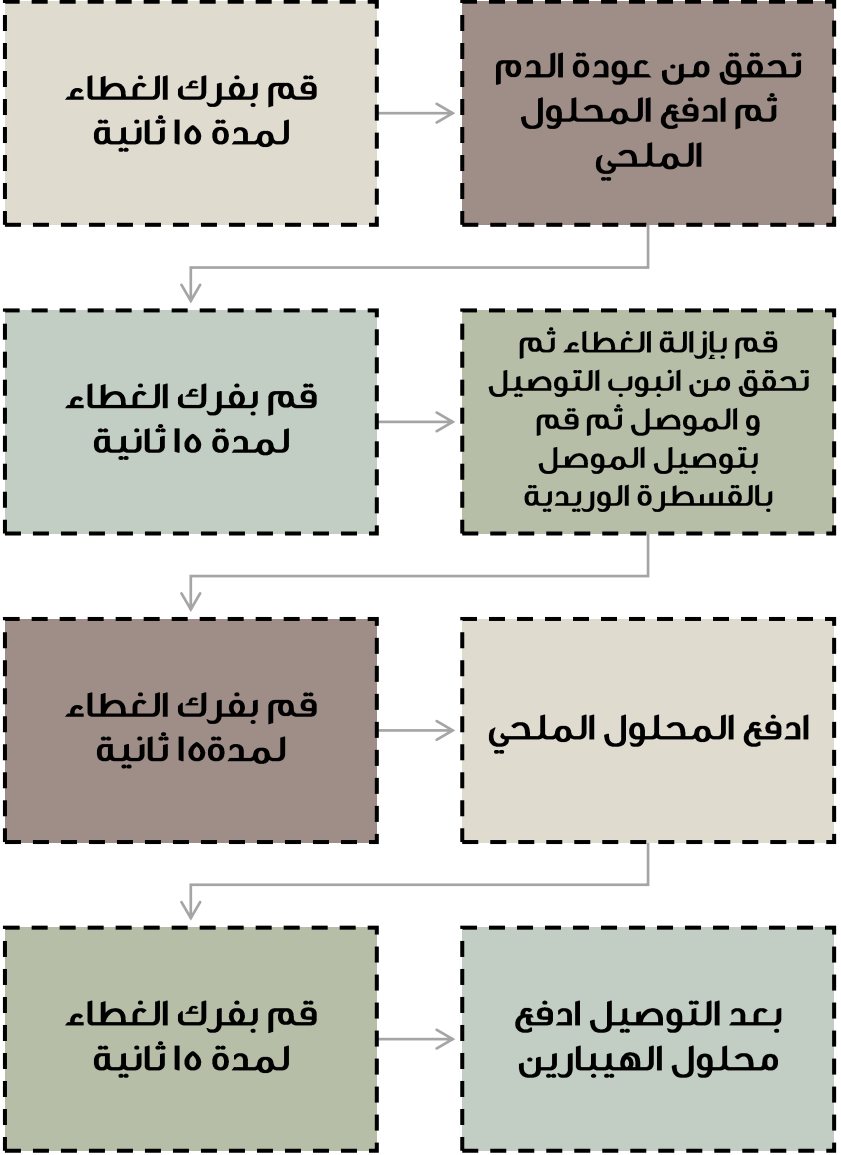 قم بفرك الغطاء
لمدة ١٥ ثانية
تحقق من عودة الدم
ثم ادفع المحلول
الملحي
قم بفرك الغطاء
لمدة ١٥ ثانية
قم بإزالة الغطاء ثم
تحقق من انبوب التوصيل
و الموصل ثم قم
بتوصيل الموصل
بالقسطرة الوريدية
قم بفرك الغطاء
لمدة١٥ ثانية
ادفع المحلول الملحي
قم بفرك الغطاء
لمدة ١٥ ثانية
بعد التوصيل ادفع
محلول الهيبارين